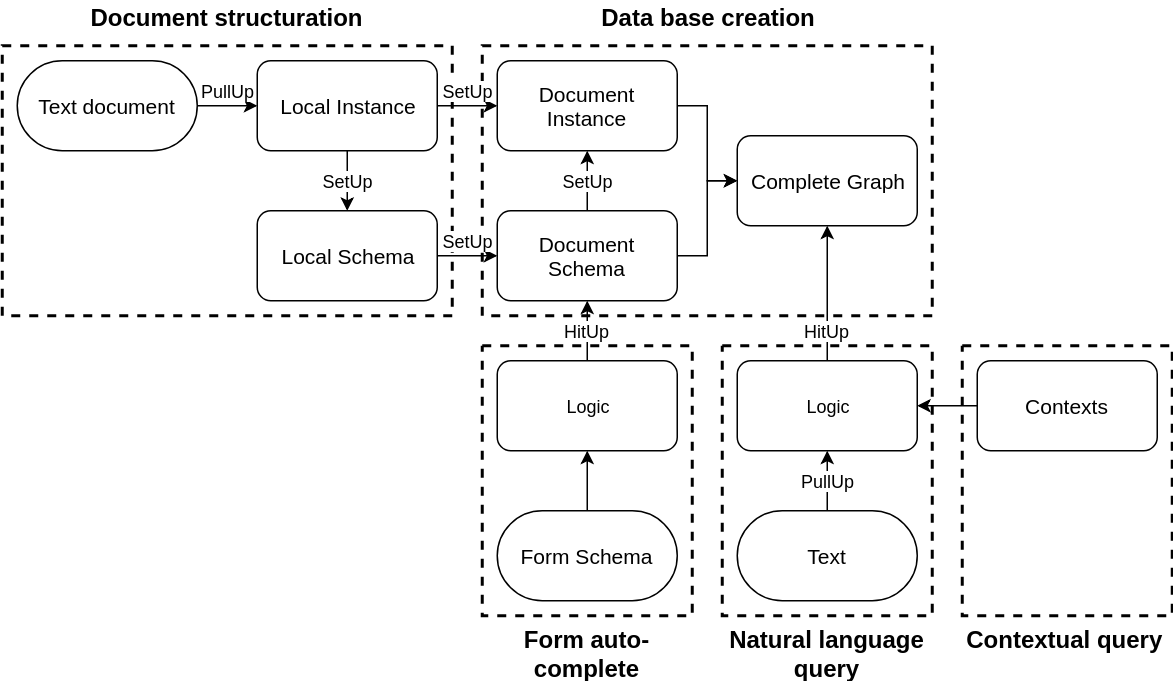 Document structuration
Data base creation
Text document
PullUp
Local Instance
SetUp
Document
Instance
SetUp
SetUp
Complete Graph
Local Schema
SetUp
Document
Schema
HitUp
HitUp
Logic
Logic
Contexts
PullUp
Form Schema
Text
Form auto-
complete
Natural language
query
Contextual query